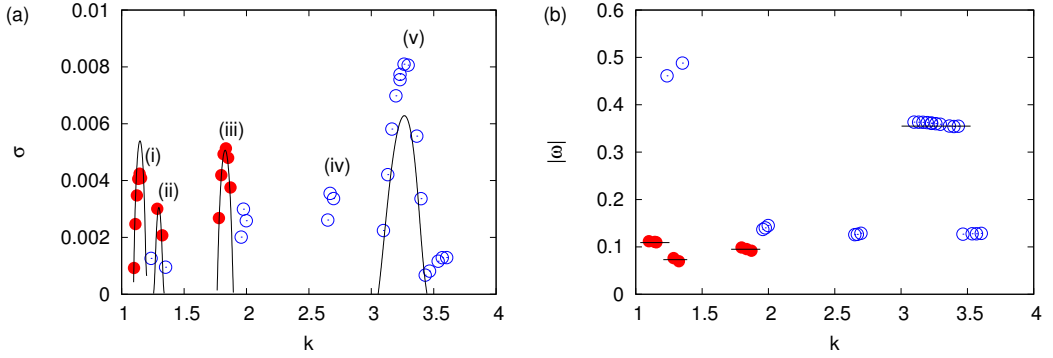 (a)
0.01
0.008
0.006
0.004
0.002
0
σ
(i)
(ii)
(iii)
(iv)
(v)
1 1.5 2 2.5 3 3.5 4
k
(b)
0.6
0.5
0.4
0.3
0.2
0.1
0
|ω|
1 1.5 2 2.5 3 3.5 4
k